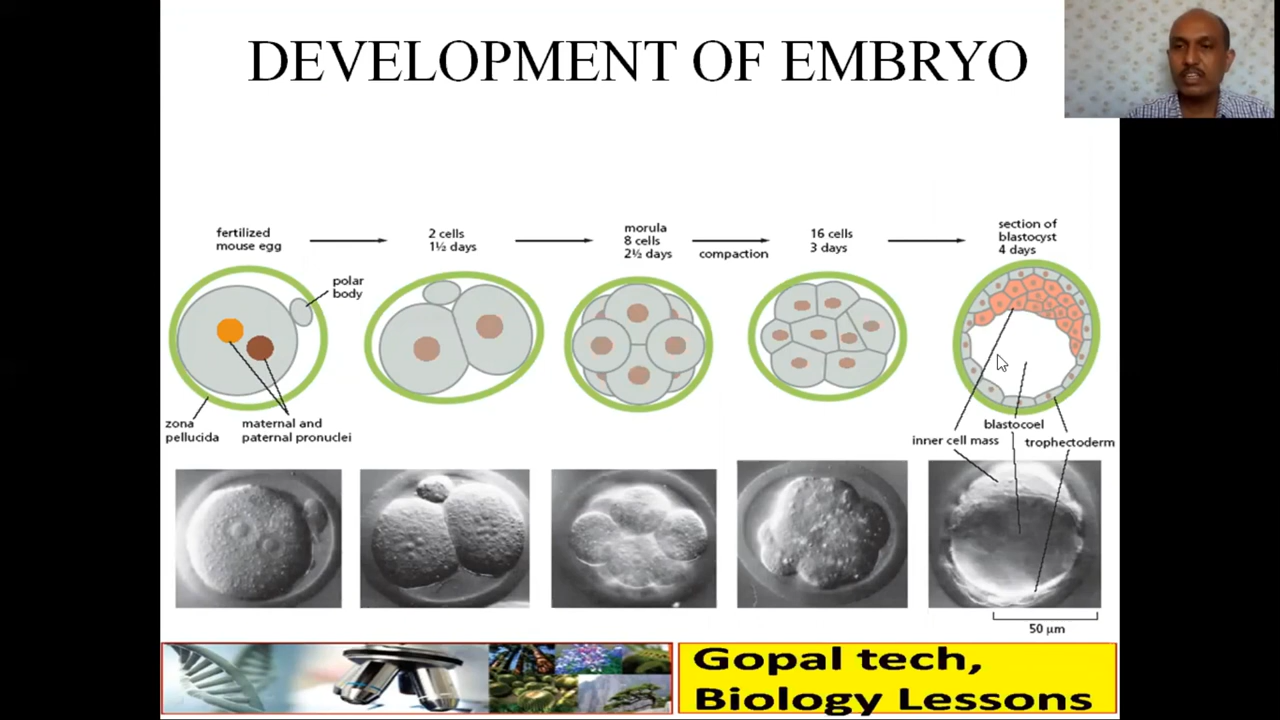 DEVELOPMENT OF EMBRYO
fertilized
mouse egg
2 cells
1½ days
morula
8 cells
2½ days
compaction
16 cells
3 days
section of
blastocyst
4 days
polar
body
zona
pellucida
maternal and
paternal pronuclei
blastocoel
inner cell mass
trophectoderm
50 µm
Gopal tech,
Biology Lessons